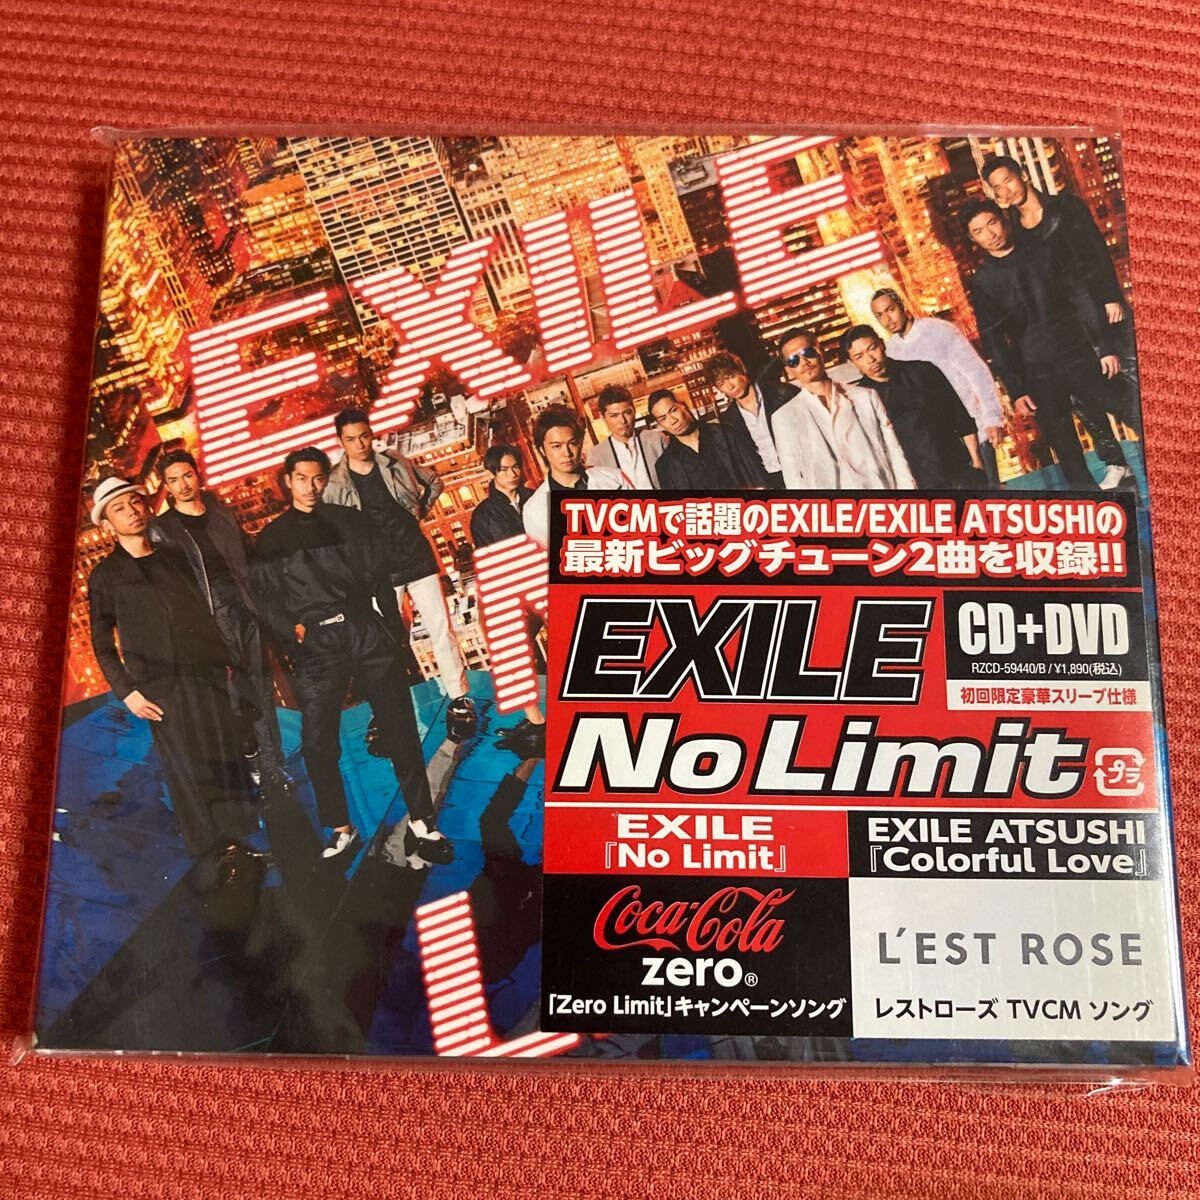 EXILE
N
L
TVCMで話題のEXILE/EXILE ATSUSHIの
最新ビッグチューン2曲を収録!!
EXILE
CD+DVD
RZCD-59440/B / ¥1,890(税込)
初回限定豪華スリーブ仕様
No Limit
プラ
EXILE
『No Limit』
EXILE ATSUSHI
『Colorful Love』
Coca-Cola
zero®
「Zero Limit」キャンペーンソング
L'EST ROSE
レストローズ TVCM ソング